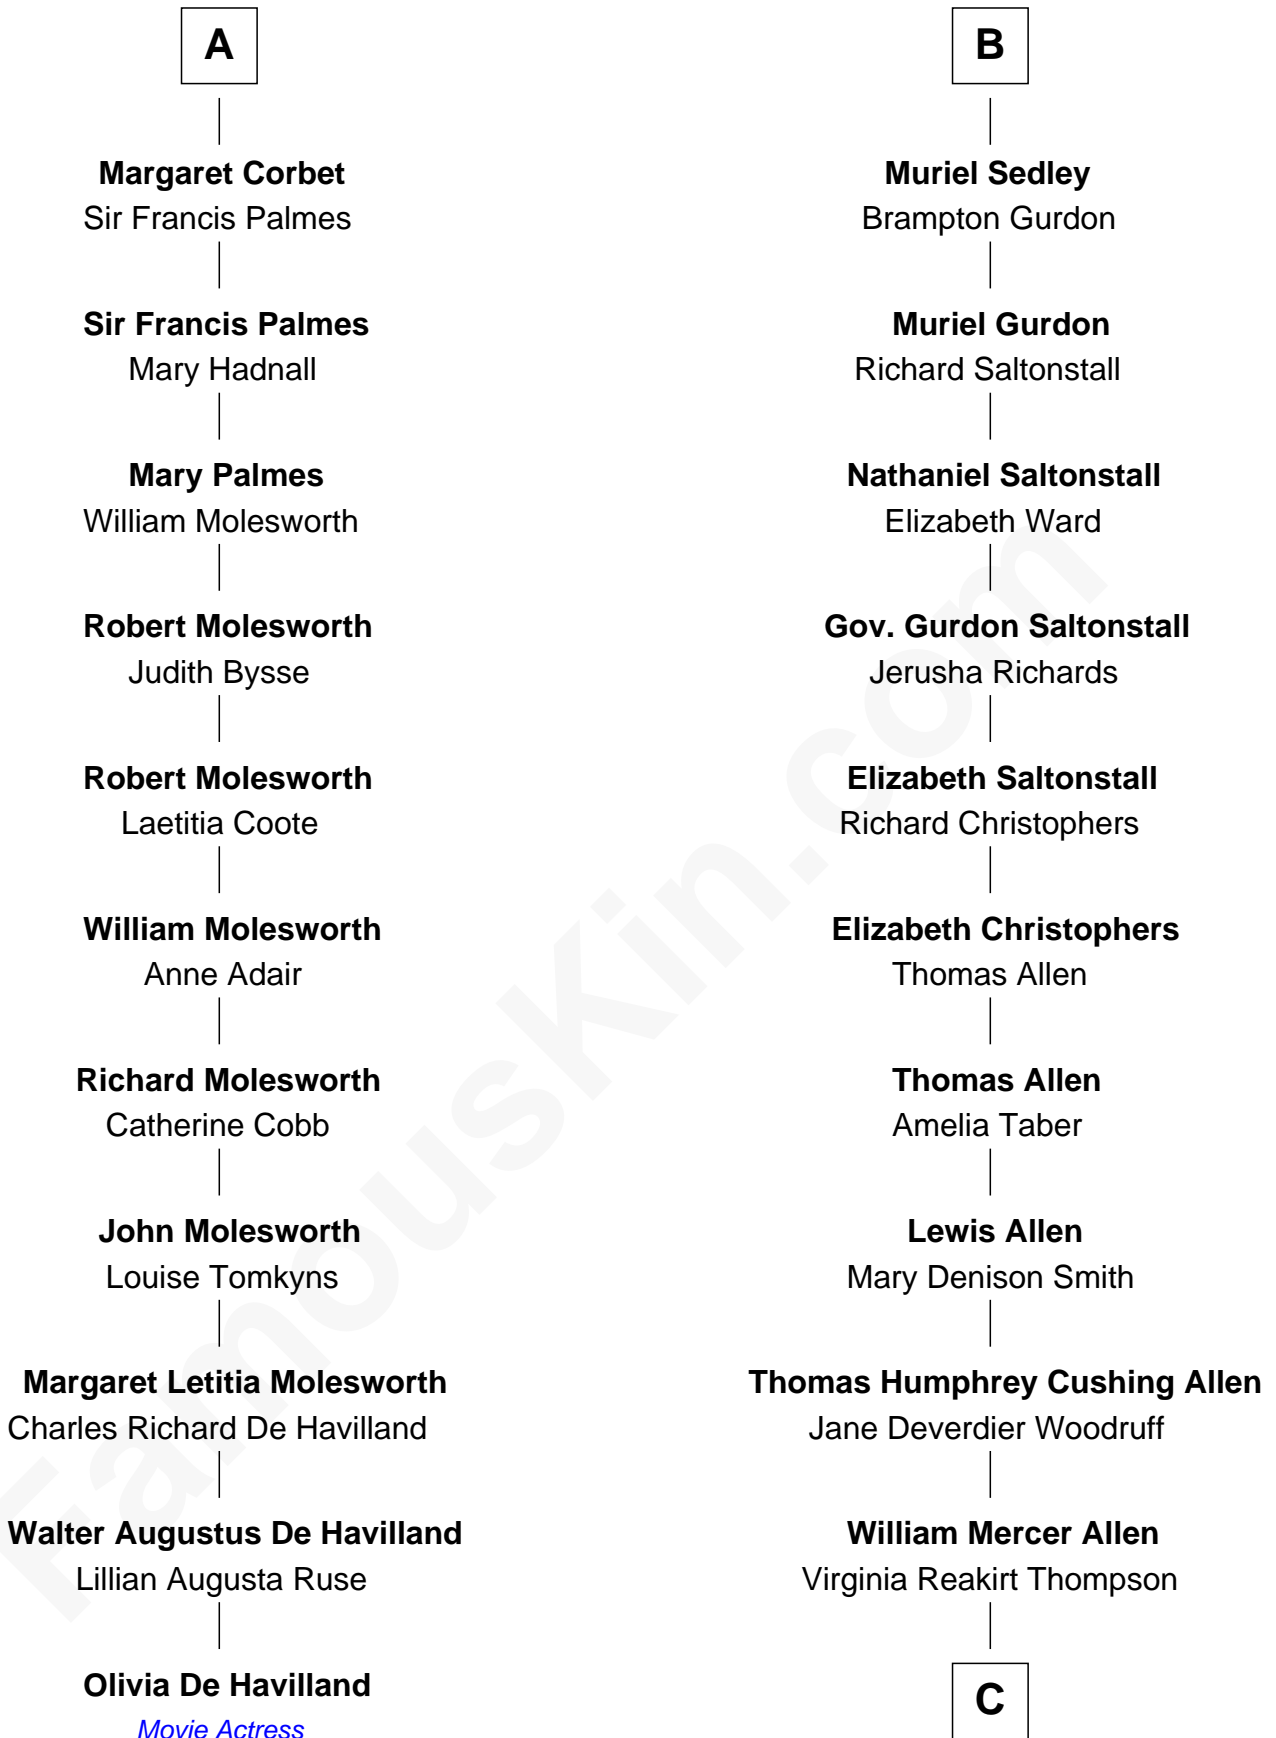 A
Margaret Corbet
Sir Francis Palmes
Sir Francis Palmes
Mary Hadnall
Mary Palmes
William Molesworth
Robert Molesworth
Judith Bysse
Robert Molesworth
Laetitia Coote
William Molesworth
Anne Adair
Richard Molesworth
Catherine Cobb
John Molesworth
Louise Tomkyns
Margaret Letitia Molesworth
Charles Richard De Havilland
Walter Augustus De Havilland
Lillian Augusta Ruse
Olivia De Havilland
Movie Actress
B
Muriel Sedley
Brampton Gurdon
Muriel Gurdon
Richard Saltonstall
Nathaniel Saltonstall
Elizabeth Ward
Gov. Gurdon Saltonstall
Jerusha Richards
Elizabeth Saltonstall
Richard Christophers
Elizabeth Christophers
Thomas Allen
Thomas Allen
Amelia Taber
Lewis Allen
Mary Denison Smith
Thomas Humphrey Cushing Allen
Jane Deverdier Woodruff
William Mercer Allen
Virginia Reakirt Thompson
C
FamousKin.com